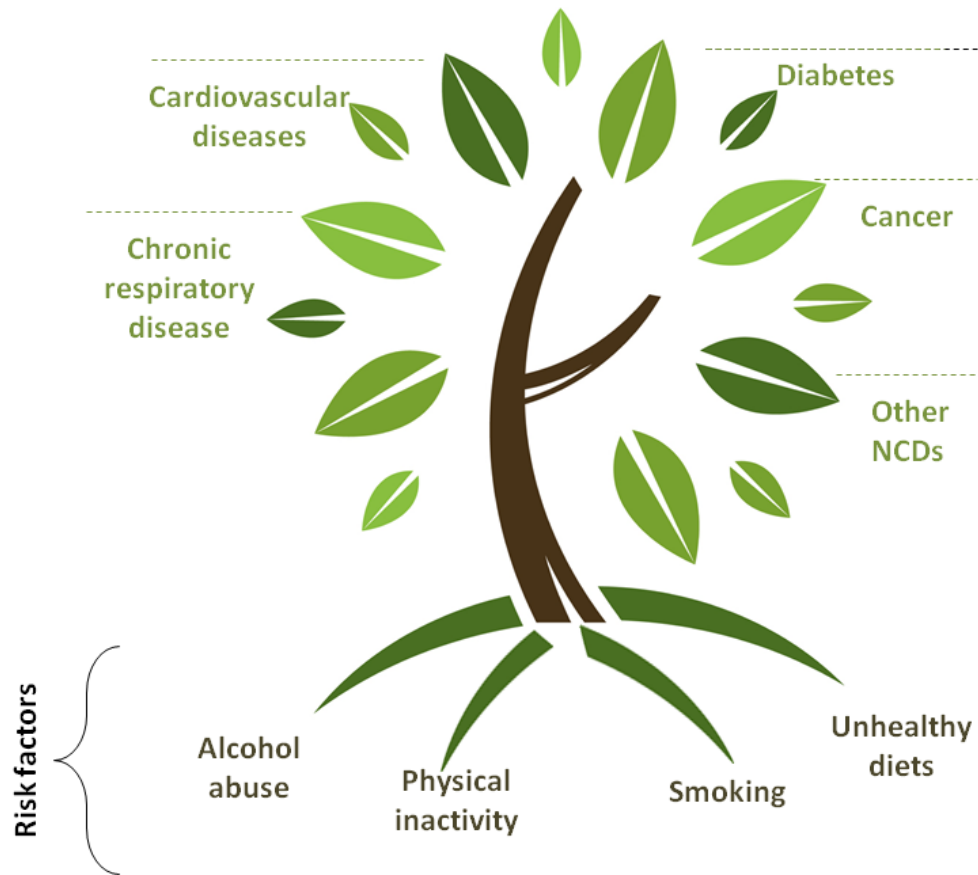 Cardiovascular
diseases
Diabetes
Chronic
respiratory
disease
Cancer
Other
NCDs
Risk factors
Alcohol
abuse
Physical
inactivity
Smoking
Unhealthy
diets